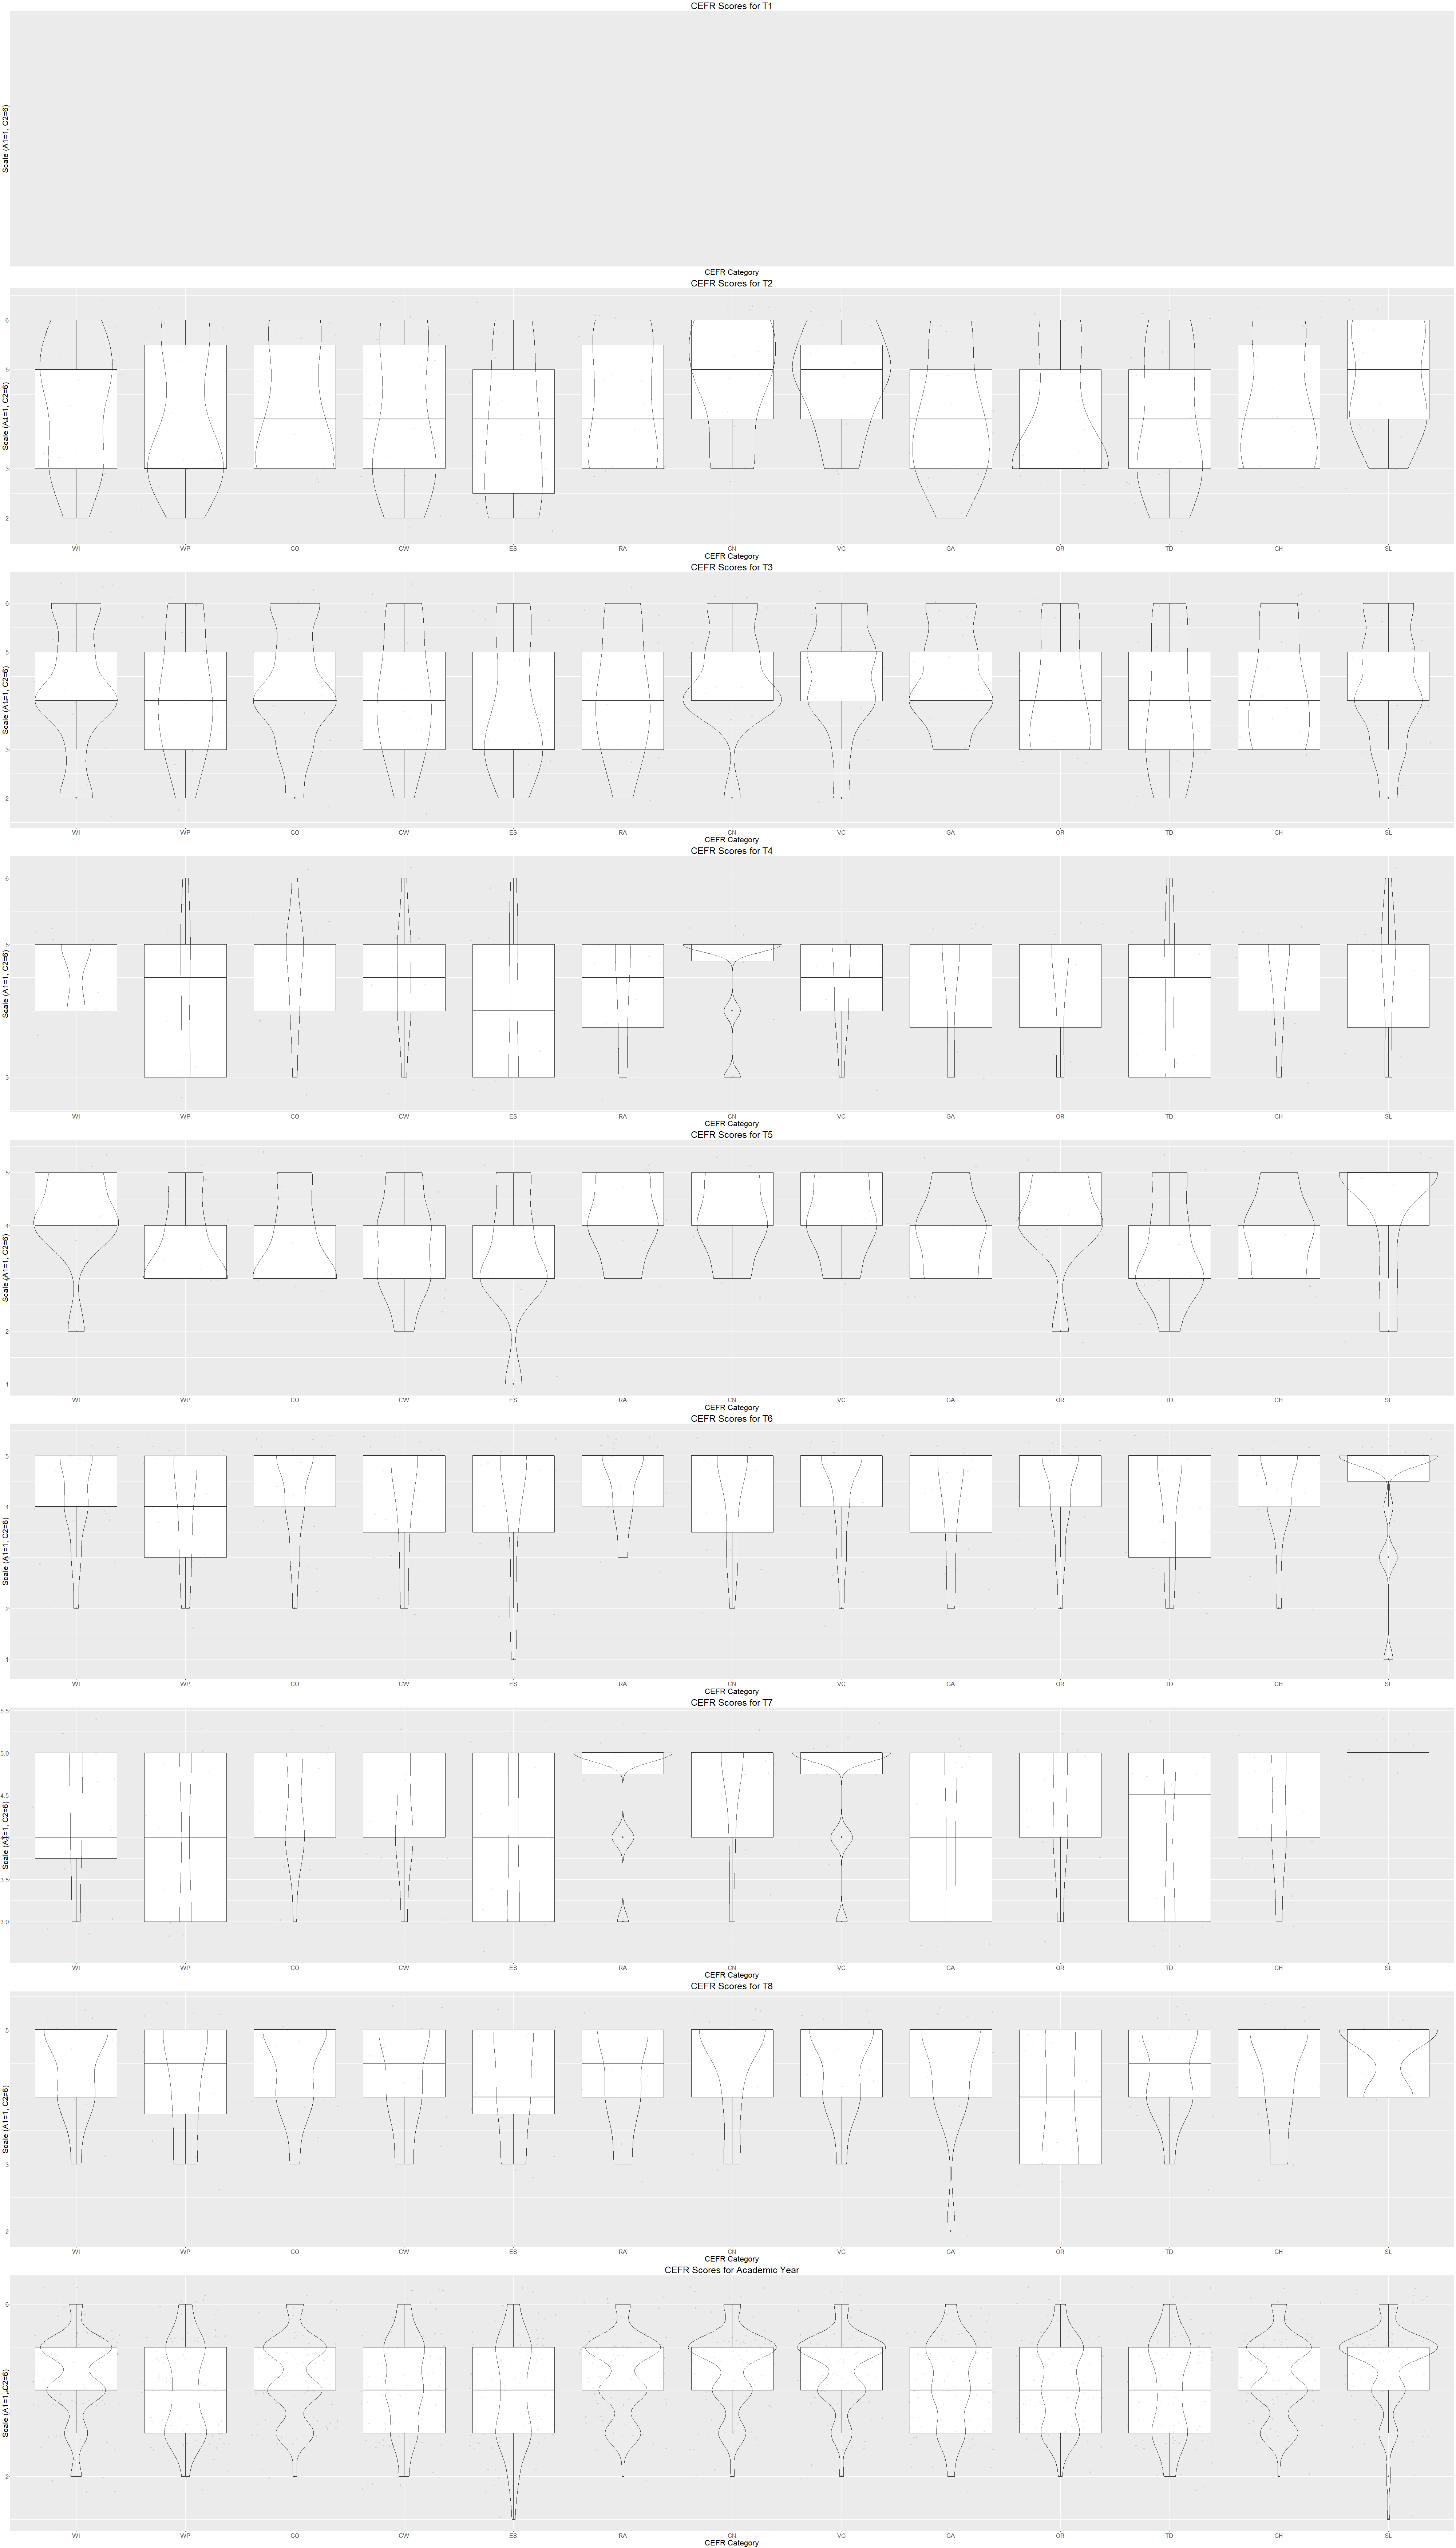 CEFR Scores for T1
Scale (A1=1, C2=6)
CEFR Category
CEFR Scores for T2
Scale (A1=1, C2=6)
6
5
3
2
WI WP CO CW ES RA CN VC GA OR TD CH SL
CEFR Category
CEFR Scores for T3
Scale (A1=1, C2=6)
6
5
3
2
WI WP CO CW ES RA CN VC GA OR TD CH SL
CEFR Category
CEFR Scores for T4
Scale (A1=1, C2=6)
6
5
3
WI WP CO CW ES RA CN VC GA OR TD CH SL
CEFR Category
CEFR Scores for T5
Scale (A1=1, C2=6)
5
4
3
2
1
WI WP CO CW ES RA CN VC GA OR TD CH SL
CEFR Category
CEFR Scores for T6
Scale (A1=1, C2=6)
5
4
2
1
WI WP CO CW ES RA CN VC GA OR TD CH SL
CEFR Category
CEFR Scores for T7
Scale (A1=1, C2=6)
5.5
5.0
4.5
3.5
3.0
WI WP CO CW ES RA CN VC GA OR TD CH SL
CEFR Category
CEFR Scores for T8
Scale (A1=1, C2=6)
5
3
2
WI WP CO CW ES RA CN VC GA OR TD CH SL
CEFR Category
CEFR Scores for Academic Year
Scale (A1=1, C2=6)
6
2
WI WP CO CW ES RA CN VC GA OR TD CH SL
CEFR Category